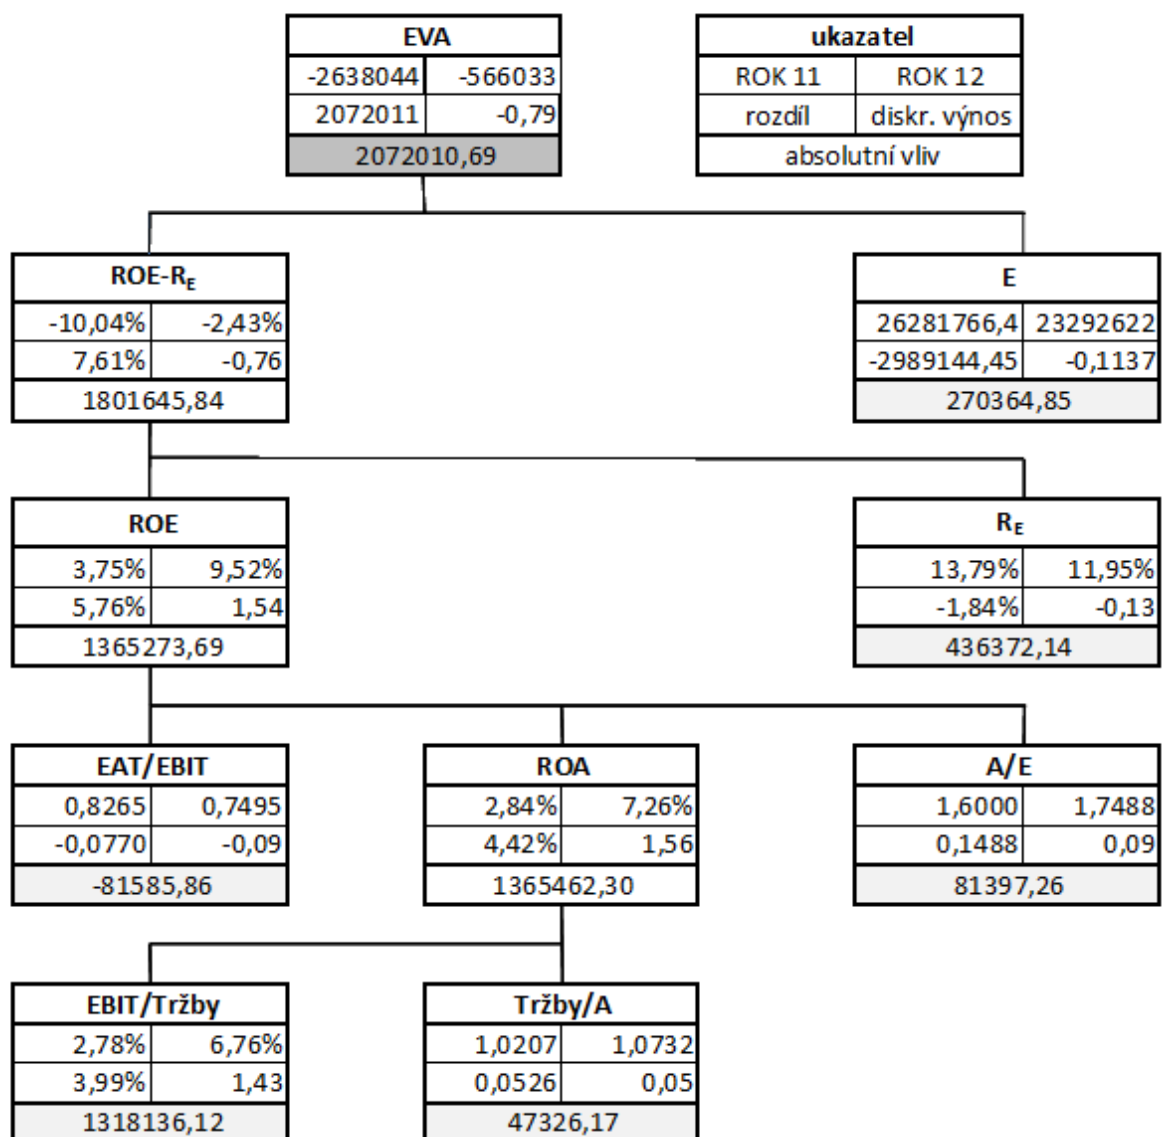 EVA
-2638044 -566033
2072011 -0,79
2072010,69
ukazatel
ROK 11 ROK 12
rozdíl diskr. výnos
absolutní vliv
ROE-RE
-10,04% -2,43%
7,61% -0,76
1801645,84
E
26281766,4 23292622
-2989144,45 -0,1137
270364,85
ROE
3,75% 9,52%
5,76% 1,54
1365273,69
RE
13,79% 11,95%
-1,84% -0,13
436372,14
EAT/EBIT
0,8265 0,7495
-0,0770 -0,09
-81585,86
ROA
2,84% 7,26%
4,42% 1,56
1365462,30
A/E
1,6000 1,7488
0,1488 0,09
81397,26
EBIT/Tržby
2,78% 6,76%
3,99% 1,43
1318136,12
Tržby/A
1,0207 1,0732
0,0526 0,05
47326,17